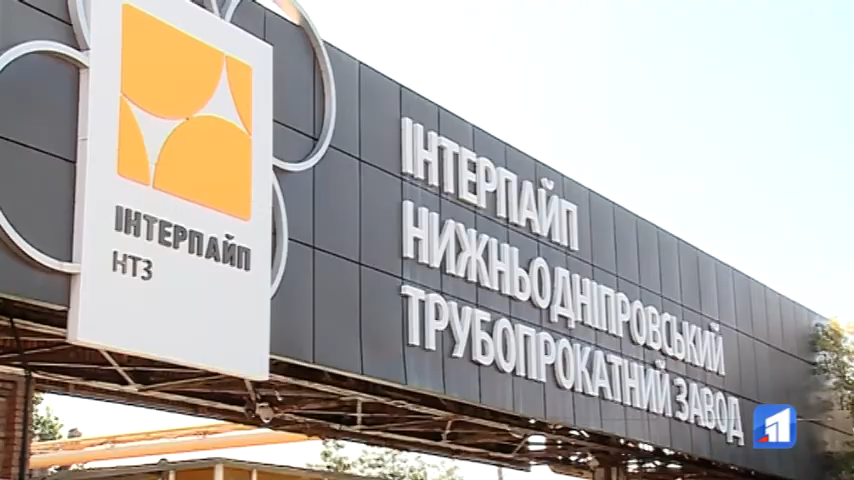 ІНТЕРПАЙП
НТЗ
ІНТЕРПАЙП
НИЖНЬОДНІПРОВСЬКИЙ
ТРУБОПРОКАТНИЙ ЗАВОД